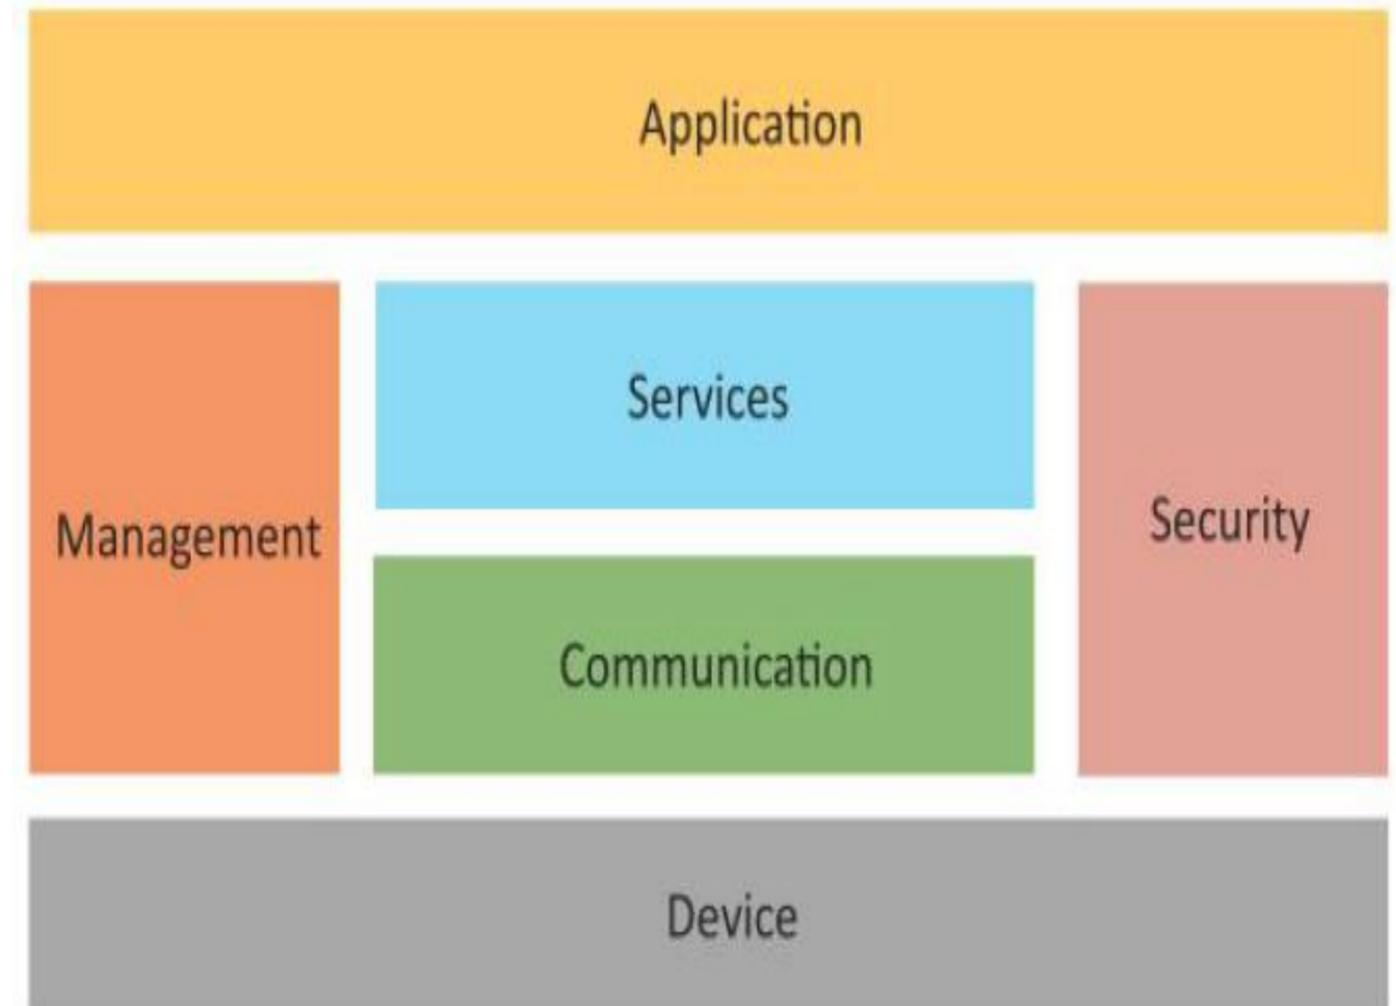 Application
Services
Management
Security
Communication
Device